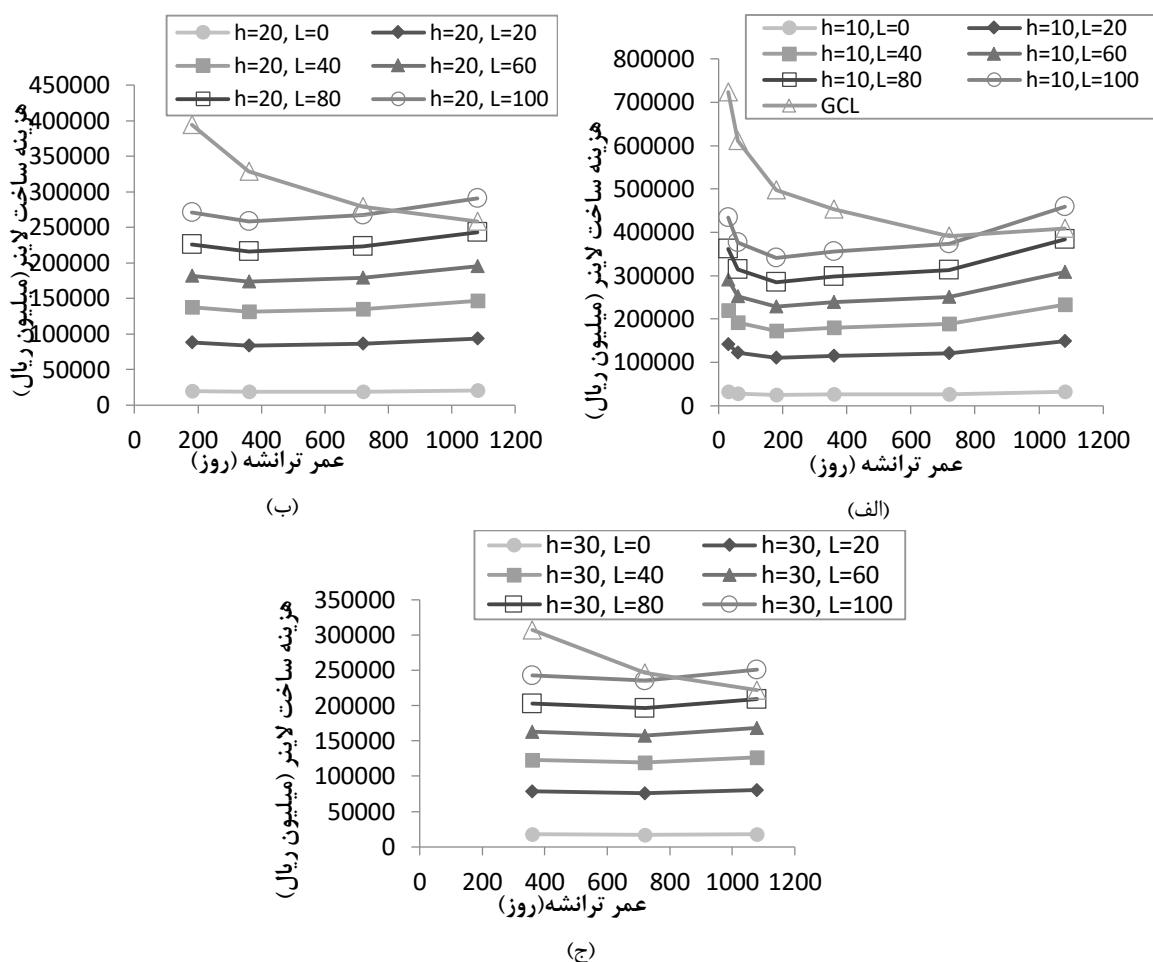 h=20, L=0 h=20, L=20
h=20, L=40 h=20, L=60
h=20, L=80 h=20, L=100
450000
400000
350000
300000
250000
200000
150000
100000
50000
0
0 200 400 600 800 1000 1200
هزینه ساخت لاینر(میلیون ریال)
عمر ترانشه (روز)
(ب)
h=10,L=0 h=10,L=20
h=10,L=40 h=10,L=60
h=10,L=80 h=10,L=100
GCL
800000
700000
600000
500000
400000
300000
200000
100000
0
0 200 400 600 800 1000 1200
هزینه ساخت لاینر (میلیون ریال)
عمر ترانشه (روز)
(الف)
h=30, L=0 h=30, L=20
h=30, L=40 h=30, L=60
h=30, L=80 h=30, L=100
350000
300000
250000
200000
150000
100000
50000
0
0 200 400 600 800 1000 1200
هزینه ساخت لاینر (میلیون ریال)
عمر ترانشه(روز)
(ج)